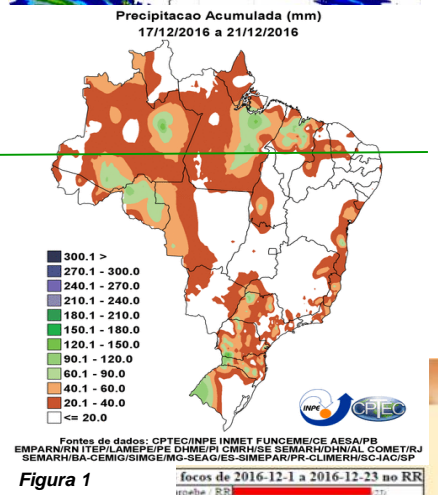 Precipitacao Acumulada (mm)
17/12/2016 a 21/12/2016
300.1 >
270.1 - 300.0
240.1 - 270.0
210.1 - 240.0
180.1 - 210.0
150.1 - 180.0
120.1 - 150.0
90.1 - 120.0
60.1 - 90.0
40.1 - 60.0
20.1 - 40.0
<= 20.0
INPE CPTEC
Fontes de dados: CPTEC/INPE INMET FUNCEME/CE AESA/PB
EMPARN/RN ITEP/LAMEPE/PE DHME/PI CMRH/SE SEMARH/DHN/AL COMET/RJ
SEMARH/BA-CEMIG/SIMGE/MG-SEAG/ES-SIMEPAR/PR-CLIMERH/SC-IAC/SP
Figura 1
focos de 2016-12-1 a 2016-12-23 no RR
/ RR